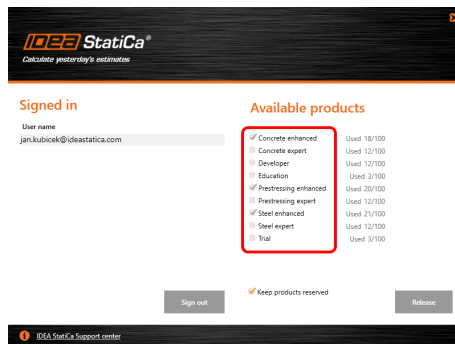 IDEA StatiCa®
Calculate yesterday's estimates
Signed in
User name
jan.kubicek@ideastatica.com
Sign out
Available products
Concrete enhanced Used 18/100
Concrete expert Used 12/100
Developer Used 12/100
Education Used 3/100
Prestressing enhanced Used 20/100
Prestressing expert Used 12/100
Steel enhanced Used 21/100
Steel expert Used 12/100
Trial Used 3/100
Keep products reserved
Release
IDEA StatiCa Support center